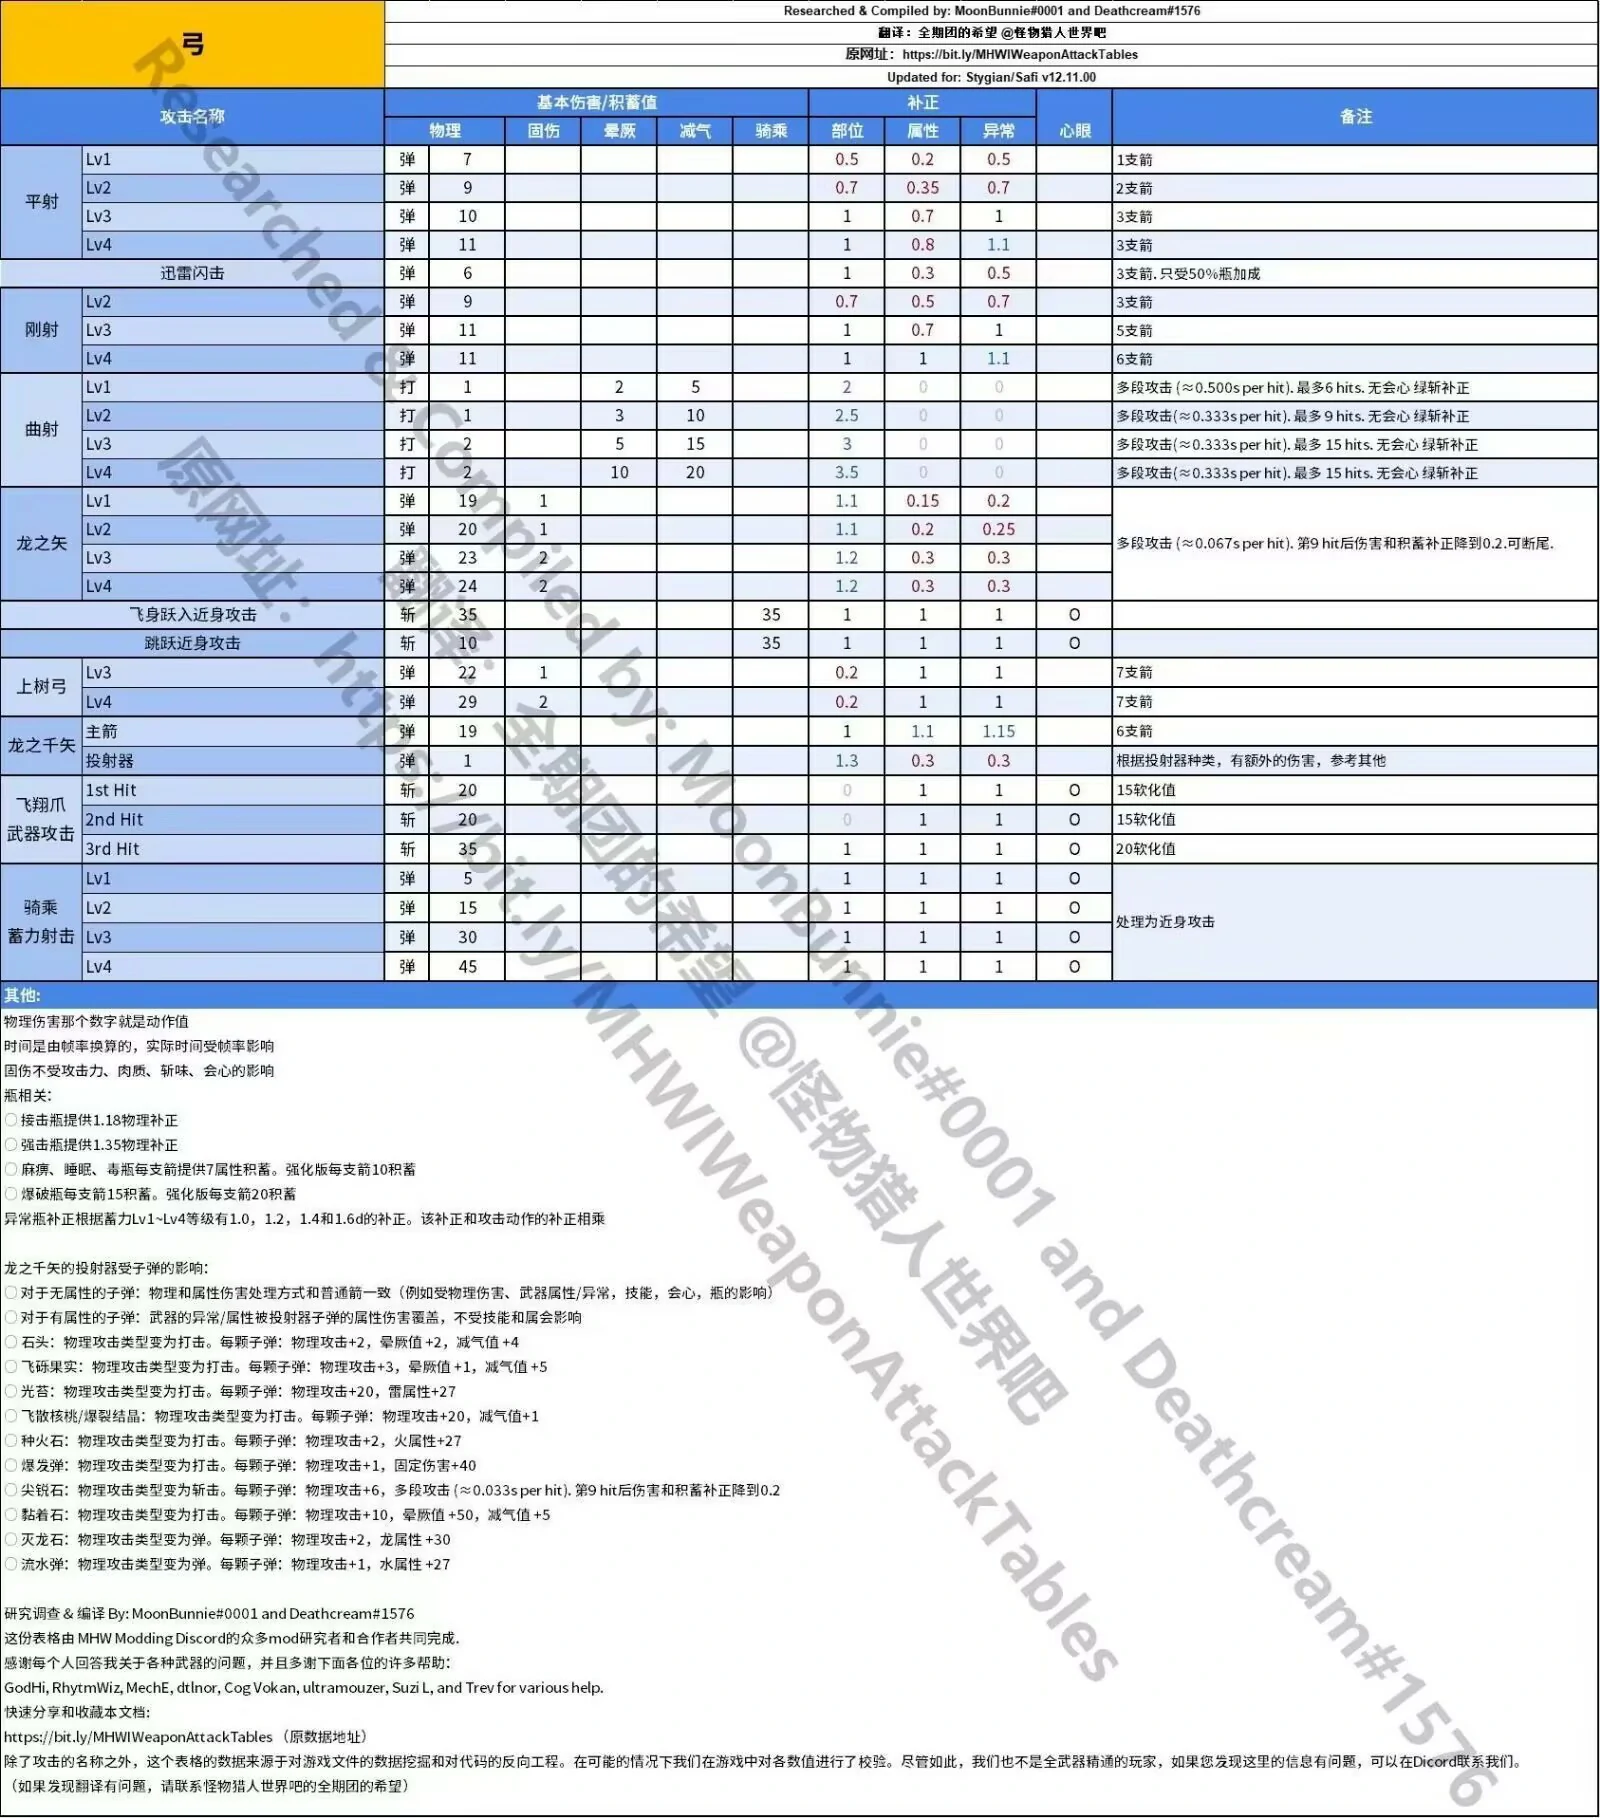 弓
Researched & Compiled by: MoonBunnie#0001 and Deathcream#1576
翻译：全期团的希望 @怪物猎人世界吧
原网址：https://bit.ly/MHWIWeaponAttackTables
Updated for: Stygian/Safi v12.11.00
攻击名称 基本伤害/积蓄值 补正 心眼 备注
物理 固伤 晕厥 减气 骑乘 部位 属性 异常
平射
Lv1 弹 7 0.5 0.2 0.5 1支箭
Lv2 弹 9 0.7 0.35 0.7 2支箭
Lv3 弹 10 1 0.7 1 3支箭
Lv4 弹 11 1 0.8 1.1 3支箭
迅雷闪击 弹 6 1 0.3 0.5 3支箭. 只受50%瓶加成
刚射
Lv2 弹 9 0.7 0.5 0.7 3支箭
Lv3 弹 11 1 0.7 1 5支箭
Lv4 弹 11 1 1 1.1 6支箭
曲射
Lv1 打 1 2 5 2 0 0 多段攻击 (≈0.500s per hit). 最多6 hits. 无会心 绿斩补正
Lv2 打 1 3 10 2.5 0 0 多段攻击(≈0.333s per hit). 最多 9 hits. 无会心 绿斩补正
Lv3 打 2 5 15 3 0 0 多段攻击(≈0.333s per hit). 最多 15 hits. 无会心 绿斩补正
Lv4 打 2 10 20 3.5 0 0 多段攻击(≈0.333s per hit). 最多 15 hits. 无会心 绿斩补正
龙之矢
Lv1 弹 19 1 1.1 0.15 0.2
Lv2 弹 20 1 1.1 0.2 0.25
多段攻击 (≈0.067s per hit). 第9 hit后伤害和积蓄补正降到0.2.可断尾.
Lv3 弹 23 2 1.2 0.3 0.3
Lv4 弹 24 2 1.2 0.3 0.3
飞身跃入近身攻击 斩 35 35 1 1 1 O
跳跃近身攻击 斩 10 35 1 1 1 O
上树弓
Lv3 弹 22 1 0.2 1 1 7支箭
Lv4 弹 29 2 0.2 1 1 7支箭
龙之千矢
主箭 弹 19 1 1.1 1.15 6支箭
投射器 弹 1 1.3 0.3 0.3 根据投射器种类，有额外的伤害，参考其他
飞翔爪
武器攻击
1st Hit 斩 20 0 1 1 O 15软化值
2nd Hit 斩 20 0 1 1 O 15软化值
3rd Hit 斩 35 1 1 1 O 20软化值
骑乘
蓄力射击
Lv1 弹 5 1 1 1 O
Lv2 弹 15 1 1 1 O
处理为近身攻击
Lv3 弹 30 1 1 1 O
Lv4 弹 45 1 1 1 O
其他:
物理伤害那个数字就是动作值
时间是由帧率换算的，实际时间受帧率影响
固伤不受攻击力、肉质、斩味、会心的影响
瓶相关:
○ 接击瓶提供1.18物理补正
○ 强击瓶提供1.35物理补正
○ 麻痹、睡眠、毒瓶每支箭提供7属性积蓄。强化版每支箭10积蓄
○ 爆破瓶每支箭15积蓄。强化版每支箭20积蓄
异常瓶补正根据蓄力Lv1~Lv4等级有1.0，1.2，1.4和1.6d的补正。该补正和攻击动作的补正相乘
龙之千矢的投射器受子弹的影响:
○ 对于无属性的子弹：物理和属性伤害处理方式和普通箭一致（例如受物理伤害、武器属性/异常，技能，会心，瓶的影响）
○ 对于有属性的子弹：武器的异常/属性被投射器子弹的属性伤害覆盖，不受技能和属会影响
○ 石头：物理攻击类型变为打击。每颗子弹：物理攻击+2，晕厥值 +2，减气值 +4
○ 飞砾果实：物理攻击类型变为打击。每颗子弹：物理攻击+3，晕厥值 +1，减气值 +5
○ 光苔：物理攻击类型变为打击。每颗子弹：物理攻击+20，雷属性+27
○ 飞散核桃/爆裂结晶：物理攻击类型变为打击。每颗子弹：物理攻击+20，减气值+1
○ 种火石：物理攻击类型变为打击。每颗子弹：物理攻击+2，火属性+27
○ 爆发弹：物理攻击类型变为打击。每颗子弹：物理攻击+1，固定伤害+40
○ 尖锐石：物理攻击类型变为斩击。每颗子弹：物理攻击+6，多段攻击 (≈0.033s per hit). 第9 hit后伤害和积蓄补正降到0.2
○ 黏着石：物理攻击类型变为打击。每颗子弹：物理攻击+10，晕厥值 +50，减气值 +5
○ 灭龙石：物理攻击类型变为弹。每颗子弹：物理攻击+2，龙属性 +30
○ 流水弹：物理攻击类型变为弹。每颗子弹：物理攻击+1，水属性 +27
研究调查 & 编译 By: MoonBunnie#0001 and Deathcream#1576
这份表格由 MHW Modding Discord的众多mod研究者和合作者共同完成.
感谢每个人回答我关于各种武器的问题，并且多谢下面各位的许多帮助:
GodHi, RhytmWiz, MechE, dtlnor, Cog Vokan, ultramouzer, Suzi L, and Trev for various help.
快速分享和收藏本文档:
https://bit.ly/MHWIWeaponAttackTables （原数据地址）
除了攻击的名称之外，这个表格的数据来源于对游戏文件的数据挖掘和对代码的反向工程。在可能的情况下我们在游戏中对各数值进行了校验。尽管如此，我们也不是全武器精通的玩家，如果您发现这里的信息有问题，可以在Dicord联系我们。
（如果发现翻译有问题，请联系怪物猎人世界吧的全期团的希望）
Researched & Compiled by: MoonBunnie#0001 and Deathcream#1576
翻译：全期团的希望 @怪物猎人世界吧
原网址：https://bit.ly/MHWIWeaponAttackTables